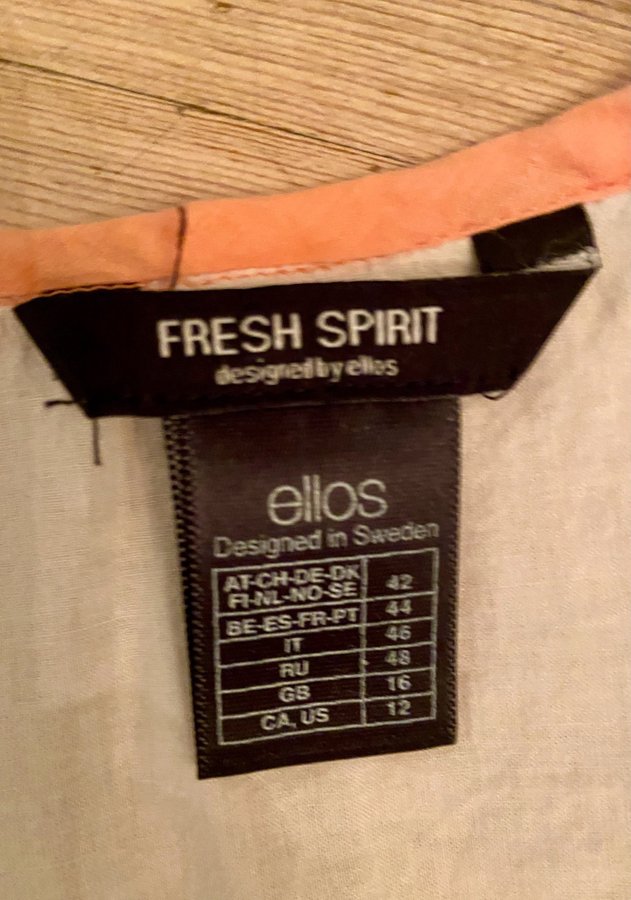 FRESH SPIRIT
designed by ellos
ellos
Designed in Sweden
AT-CH-DE-DK
FI-NL-NO-SE 42
BE-ES-FR-PT 44
IT 46
RU 48
GB 16
CA, US 12